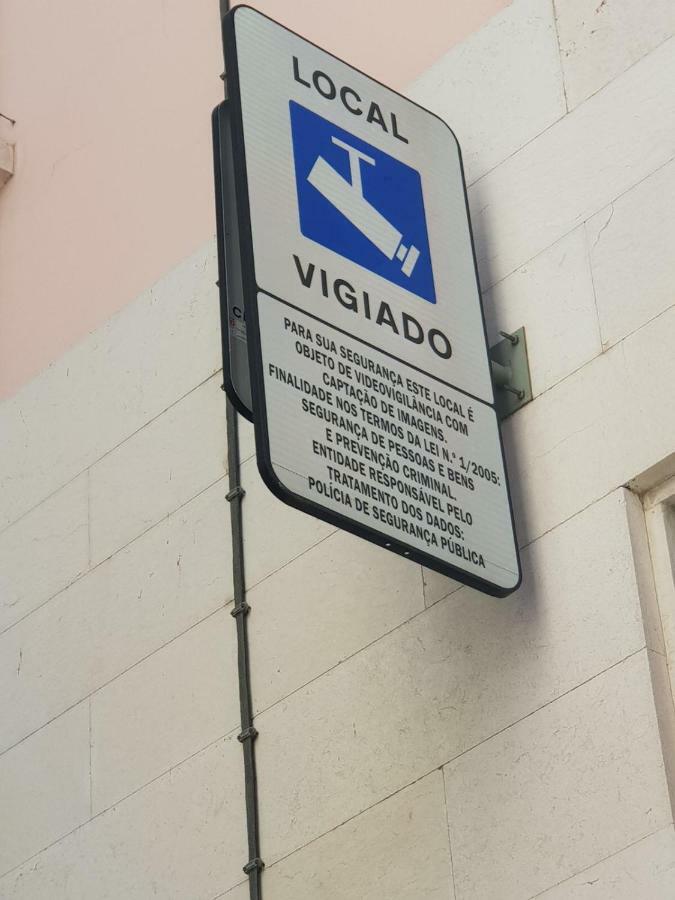 LOCAL
VIGIADO
PARA SUA SEGURANÇA ESTE LOCAL É
OBJETO DE VIDEOVIGILÂNCIA COM
CAPTAÇÃO DE IMAGENS.
FINALIDADE NOS TERMOS DA LEI N.º 1/2005:
SEGURANÇA DE PESSOAS E BENS
E PREVENÇÃO CRIMINAL.
ENTIDADE RESPONSÁVEL PELO
TRATAMENTO DOS DADOS:
POLÍCIA DE SEGURANÇA PÚBLICA